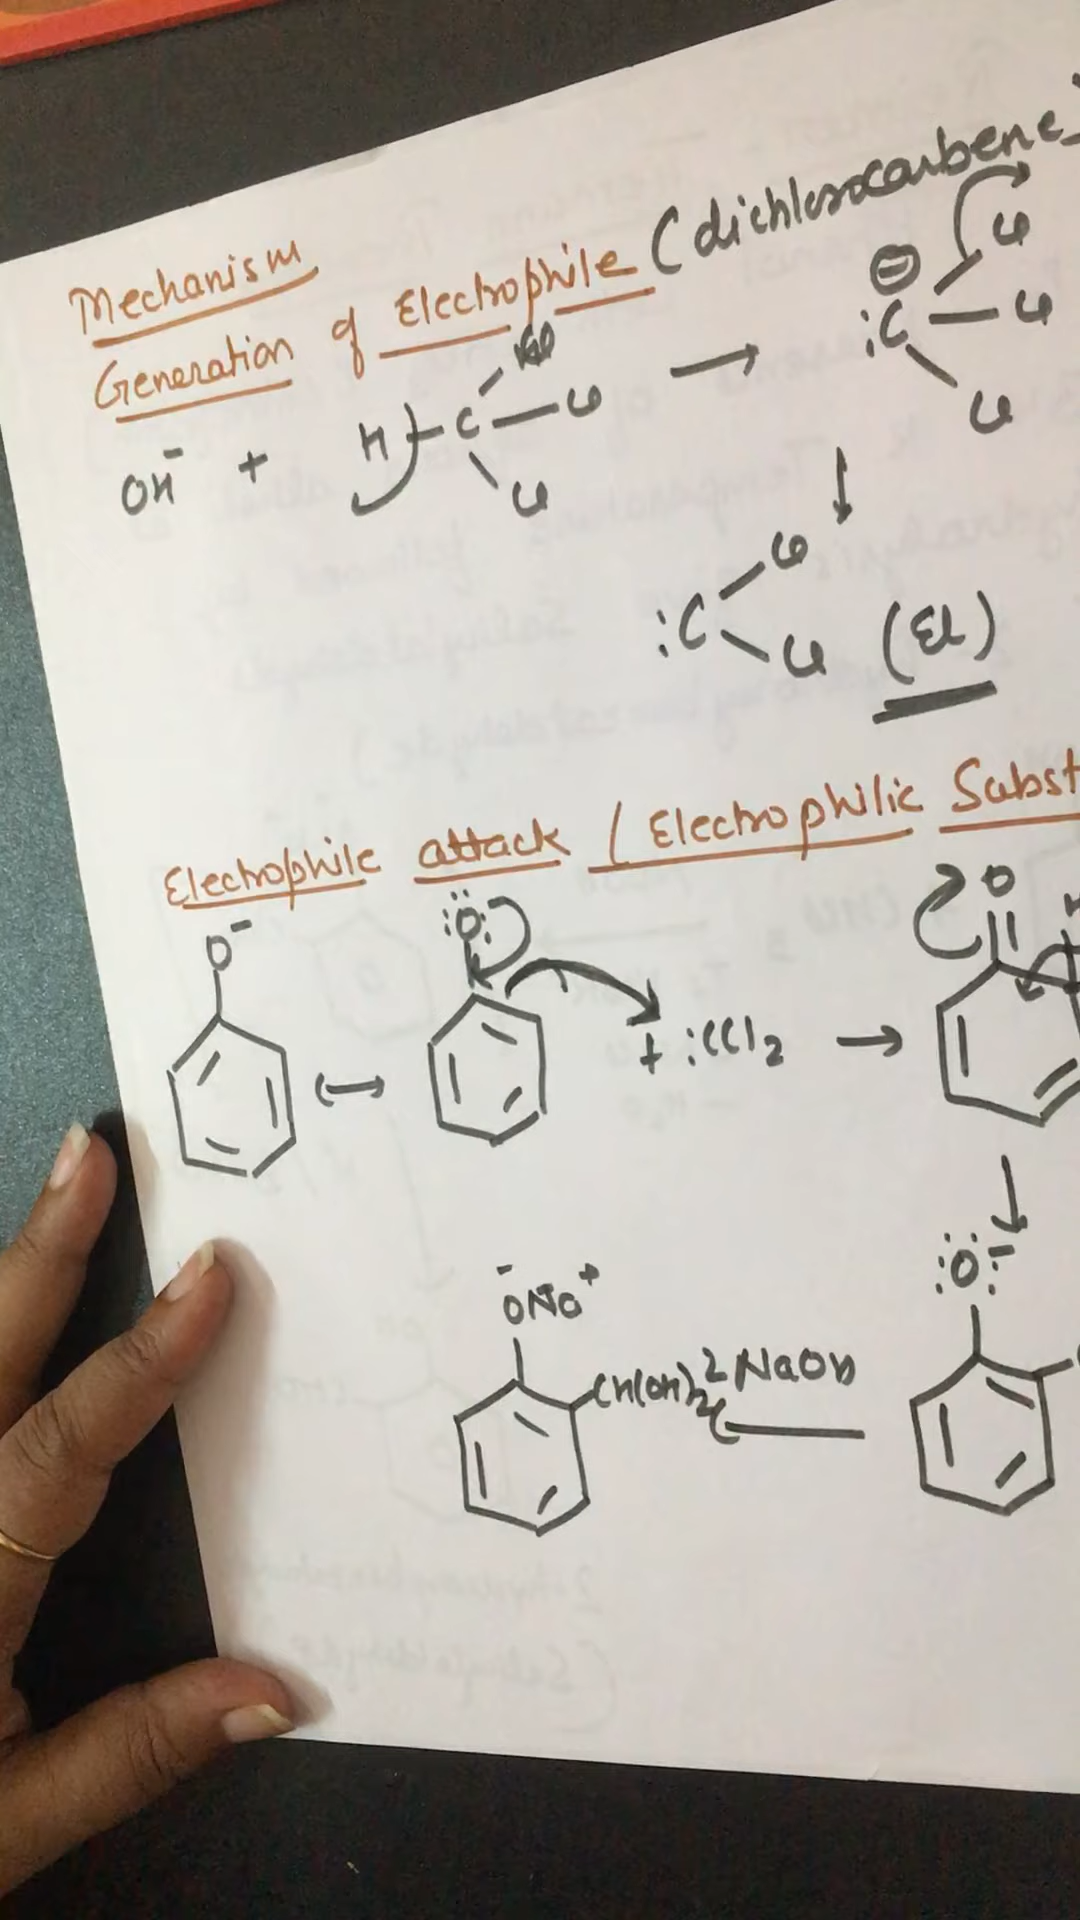 Mechanism
Generation of Electrophile (dichlorocarbene)
OH⁻ + H C Cl Cl → ⊖ :C Cl Cl Cl
:C Cl Cl (El)
Electrophile attack / Electrophilic Subst
O⁻ ↔ :O: + :CCl2 → O
:O:⁻
⁻ONa⁺
CH(OH)2 2 NaOH